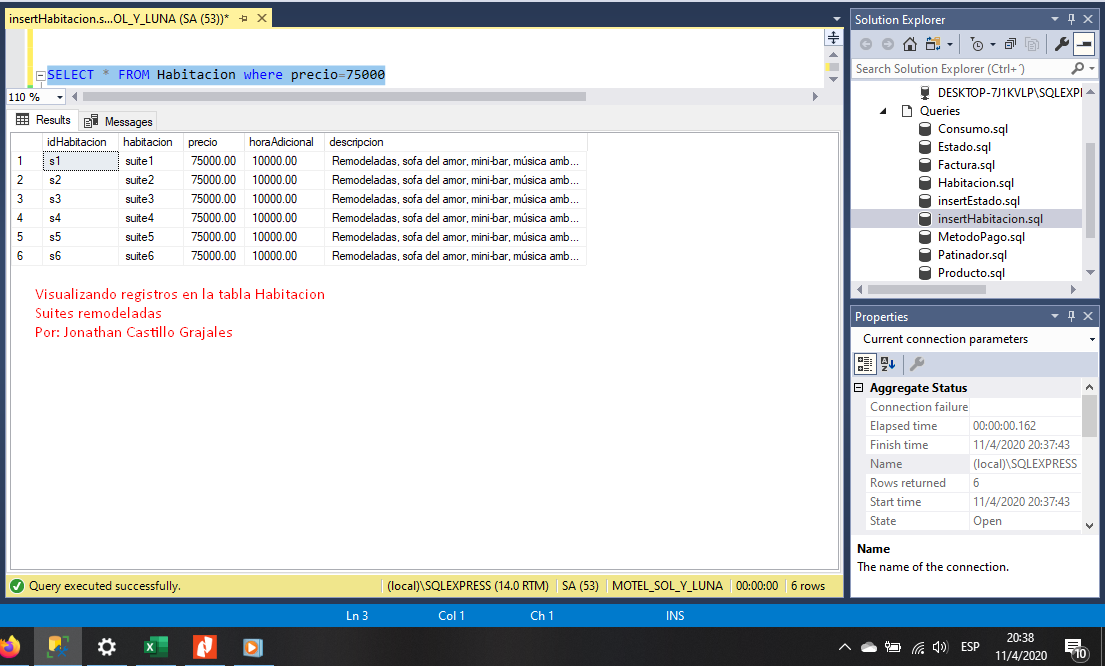 insertHabitacion.s...OL_Y_LUNA (SA (53))*
SELECT * FROM Habitacion where precio=75000
110 %
Results Messages
idHabitacion habitacion precio horaAdicional descripcion
1 s1 suite1 75000.00 10000.00 Remodeladas, sofa del amor, mini-bar, música amb...
2 s2 suite2 75000.00 10000.00 Remodeladas, sofa del amor, mini-bar, música amb...
3 s3 suite3 75000.00 10000.00 Remodeladas, sofa del amor, mini-bar, música amb...
4 s4 suite4 75000.00 10000.00 Remodeladas, sofa del amor, mini-bar, música amb...
5 s5 suite5 75000.00 10000.00 Remodeladas, sofa del amor, mini-bar, música amb...
6 s6 suite6 75000.00 10000.00 Remodeladas, sofa del amor, mini-bar, música amb...
Visualizando registros en la tabla Habitacion
Suites remodeladas
Por: Jonathan Castillo Grajales
Query executed successfully. (local)\SQLEXPRESS (14.0 RTM) SA (53) MOTEL_SOL_Y_LUNA 00:00:00 6 rows
Solution Explorer
Search Solution Explorer (Ctrl+´)
DESKTOP-7J1KVLP\SQLEXPI
Queries
Consumo.sql
Estado.sql
Factura.sql
Habitacion.sql
insertEstado.sql
insertHabitacion.sql
MetodoPago.sql
Patinador.sql
Producto.sql
Properties
Current connection parameters
Aggregate Status
Connection failure
Elapsed time 00:00:00.162
Finish time 11/4/2020 20:37:43
Name (local)\SQLEXPRESS
Rows returned 6
Start time 11/4/2020 20:37:43
State Open
Name
The name of the connection.
Ln 3 Col 1 Ch 1 INS
ESP
20:38
11/4/2020
10